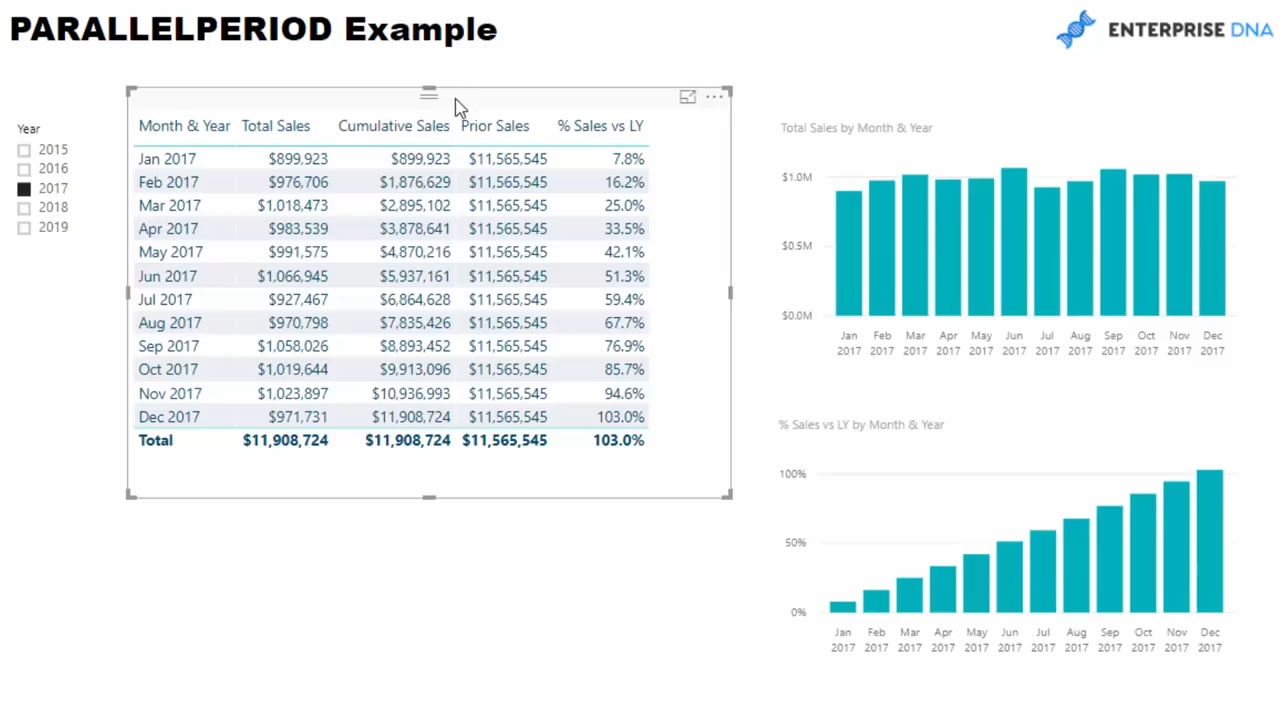 PARALLELPERIOD Example
ENTERPRISE DNA
Year
2015
2016
2017
2018
2019
Month & Year Total Sales Cumulative Sales Prior Sales % Sales vs LY
Jan 2017 $899,923 $899,923 $11,565,545 7.8%
Feb 2017 $976,706 $1,876,629 $11,565,545 16.2%
Mar 2017 $1,018,473 $2,895,102 $11,565,545 25.0%
Apr 2017 $983,539 $3,878,641 $11,565,545 33.5%
May 2017 $991,575 $4,870,216 $11,565,545 42.1%
Jun 2017 $1,066,945 $5,937,161 $11,565,545 51.3%
Jul 2017 $927,467 $6,864,628 $11,565,545 59.4%
Aug 2017 $970,798 $7,835,426 $11,565,545 67.7%
Sep 2017 $1,058,026 $8,893,452 $11,565,545 76.9%
Oct 2017 $1,019,644 $9,913,096 $11,565,545 85.7%
Nov 2017 $1,023,897 $10,936,993 $11,565,545 94.6%
Dec 2017 $971,731 $11,908,724 $11,565,545 103.0%
Total $11,908,724 $11,908,724 $11,565,545 103.0%
Total Sales by Month & Year
$1.0M
$0.5M
$0.0M
Jan Feb Mar Apr May Jun Jul Aug Sep Oct Nov Dec
2017 2017 2017 2017 2017 2017 2017 2017 2017 2017 2017 2017
% Sales vs LY by Month & Year
100%
50%
0%
Jan Feb Mar Apr May Jun Jul Aug Sep Oct Nov Dec
2017 2017 2017 2017 2017 2017 2017 2017 2017 2017 2017 2017